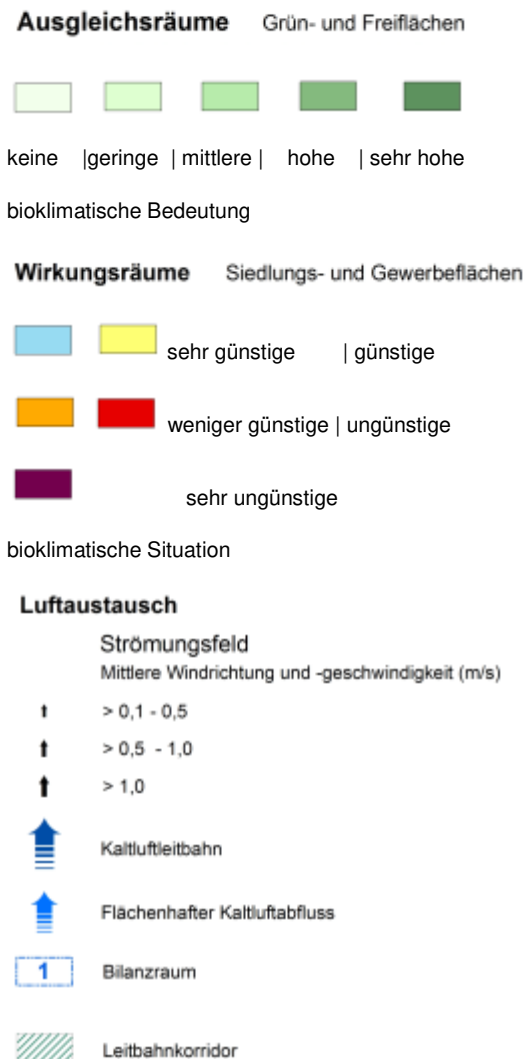 Ausgleichsräume Grün- und Freiflächen
keine |geringe | mittlere | hohe | sehr hohe
bioklimatische Bedeutung
Wirkungsräume Siedlungs- und Gewerbeflächen
sehr günstige | günstige
weniger günstige | ungünstige
sehr ungünstige
bioklimatische Situation
Luftaustausch
Strömungsfeld
Mittlere Windrichtung und -geschwindigkeit (m/s)
> 0,1 - 0,5
> 0,5 - 1,0
> 1,0
Kaltluftleitbahn
Flächenhafter Kaltluftabfluss
1 Bilanzraum
Leitbahnkorridor